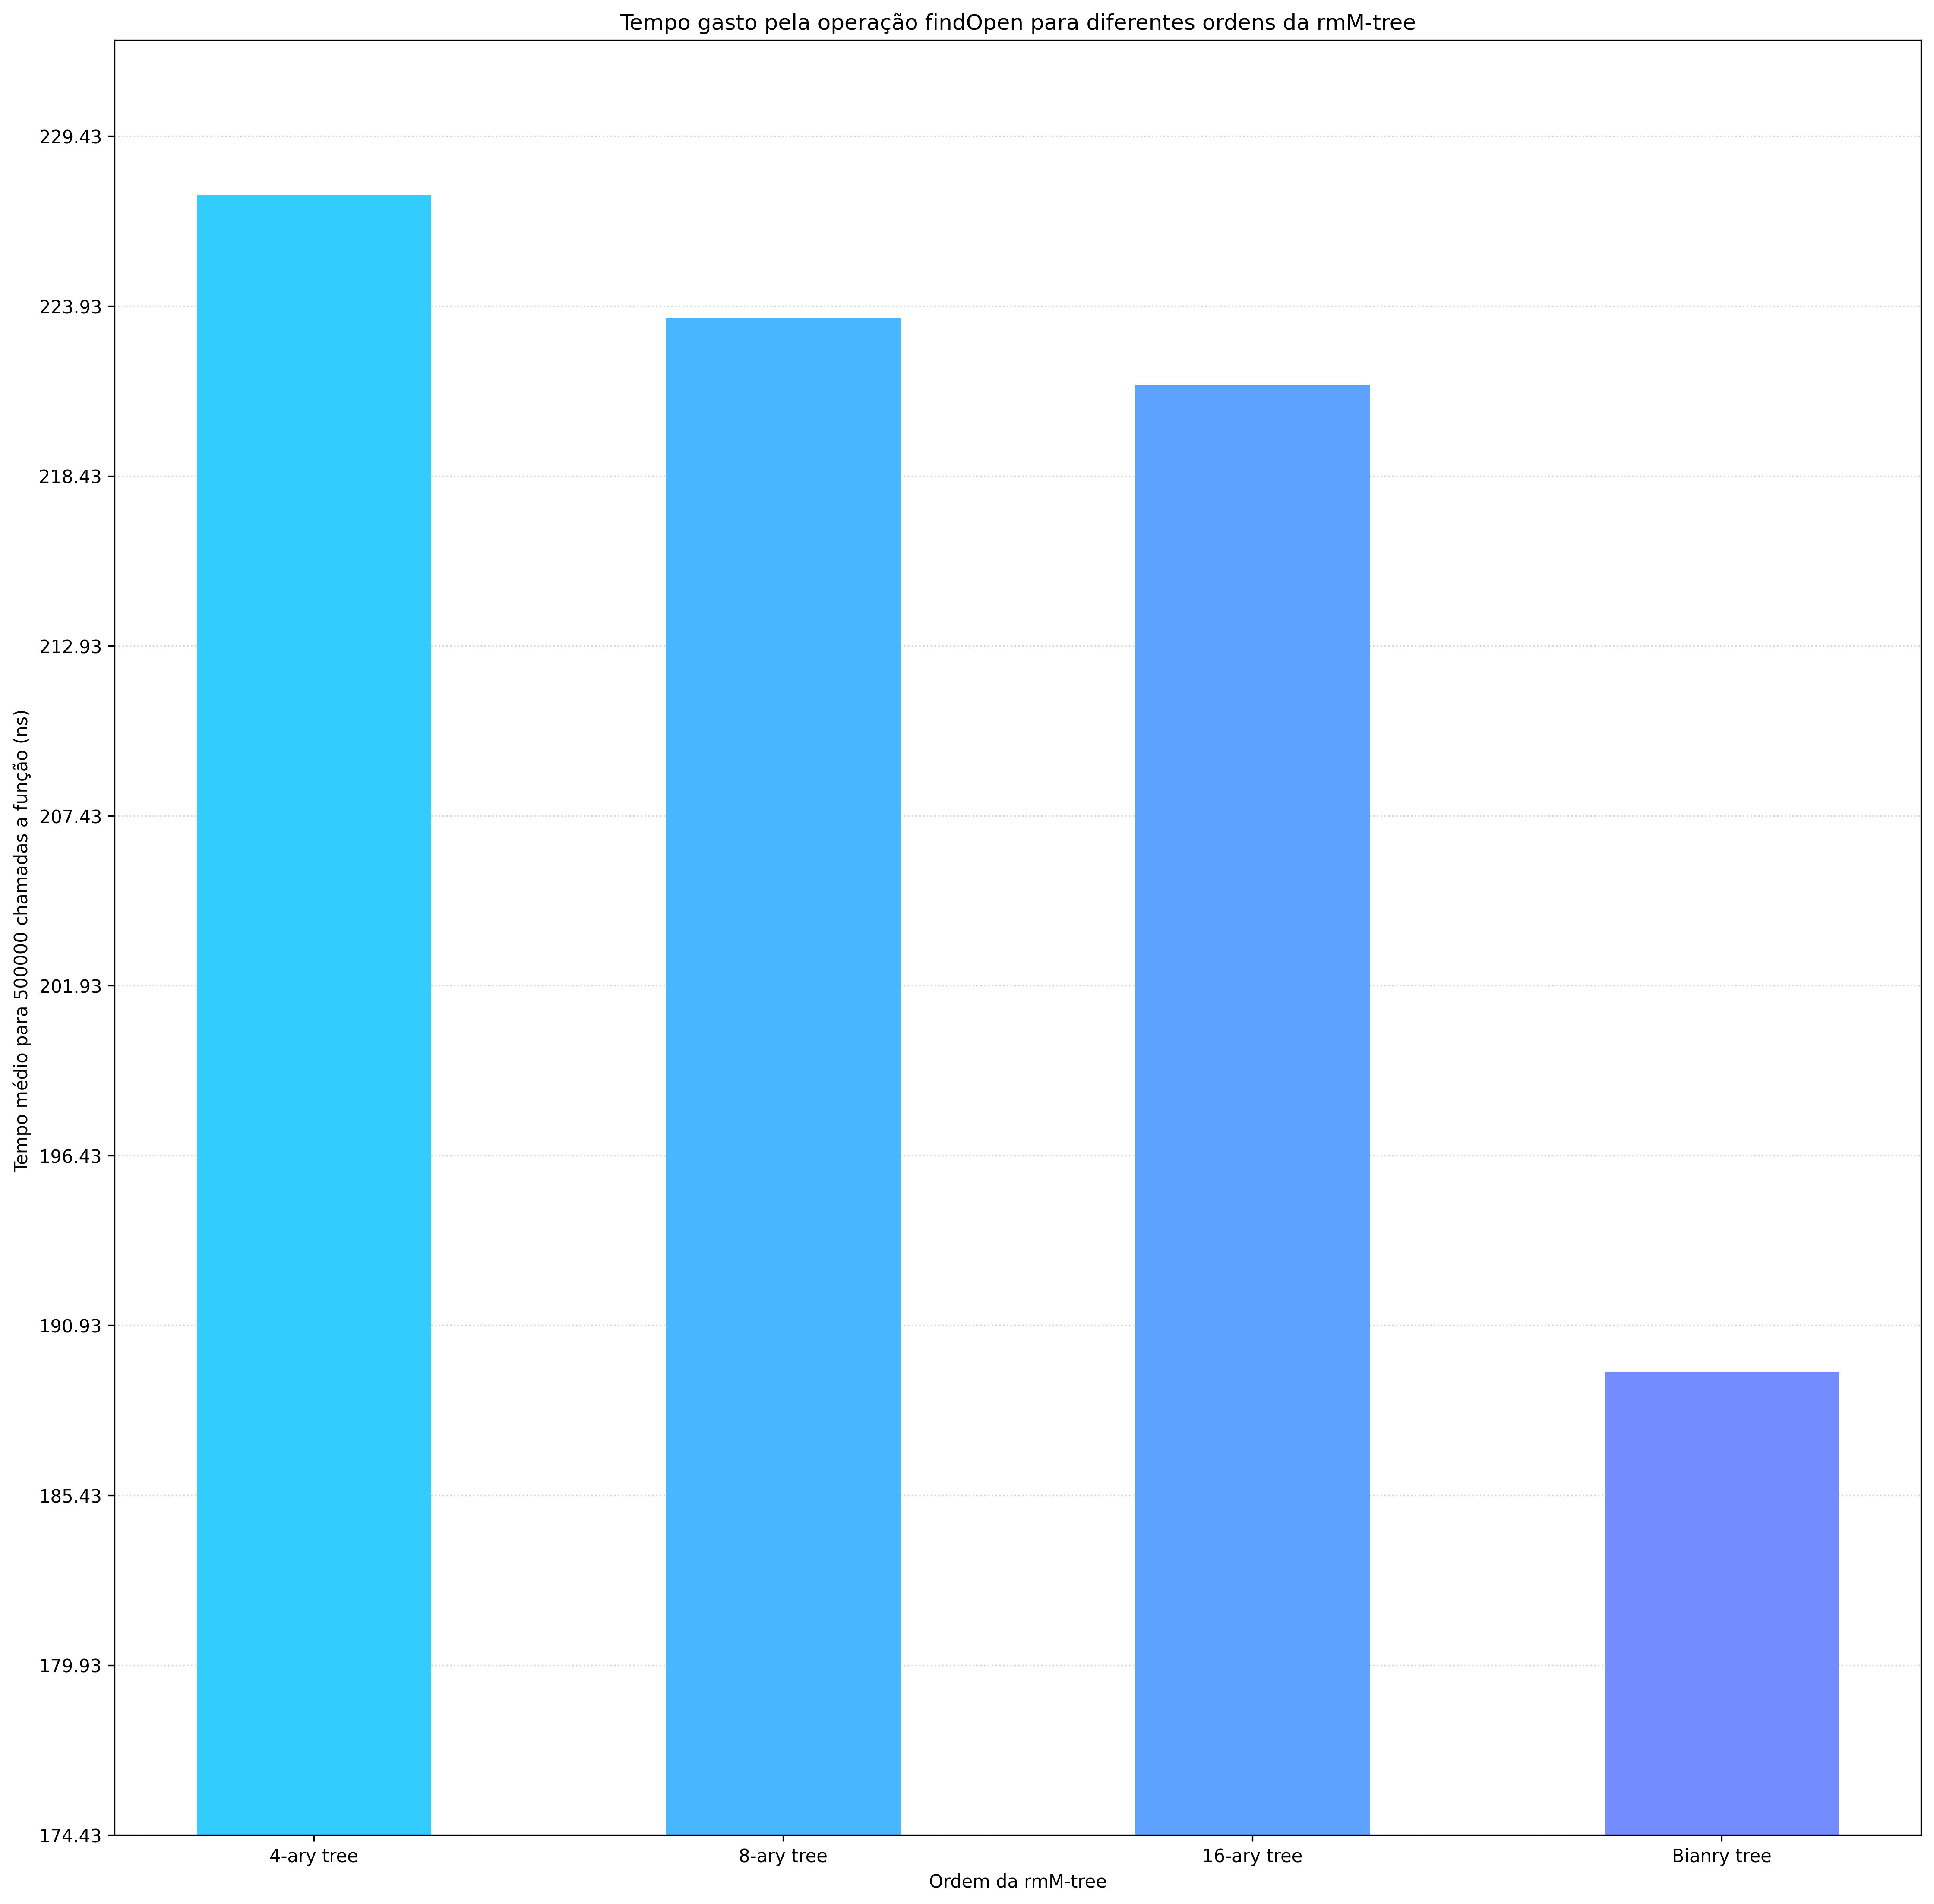 Tempo gasto pela operação findOpen para diferentes ordens da rmM-tree
Tempo médio para 500000 chamadas a função (ns)
229.43
223.93
218.43
212.93
207.43
201.93
196.43
190.93
185.43
179.93
174.43
4-ary tree
8-ary tree
16-ary tree
Bianry tree
Ordem da rmM-tree